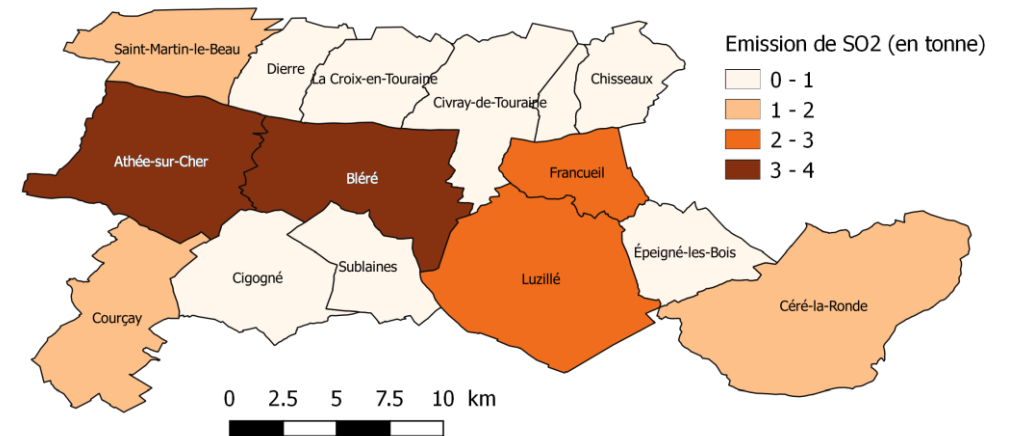 Emission de SO2 (en tonne)
0 - 1
1 - 2
2 - 3
3 - 4
Saint-Martin-le-Beau
Dierre
La Croix-en-Touraine
Civray-de-Touraine
Chisseaux
Athée-sur-Cher
Bléré
Francueil
Épeigné-les-Bois
Cigogné
Sublaines
Luzillé
Céré-la-Ronde
Courçay
0 2.5 5 7.5 10 km